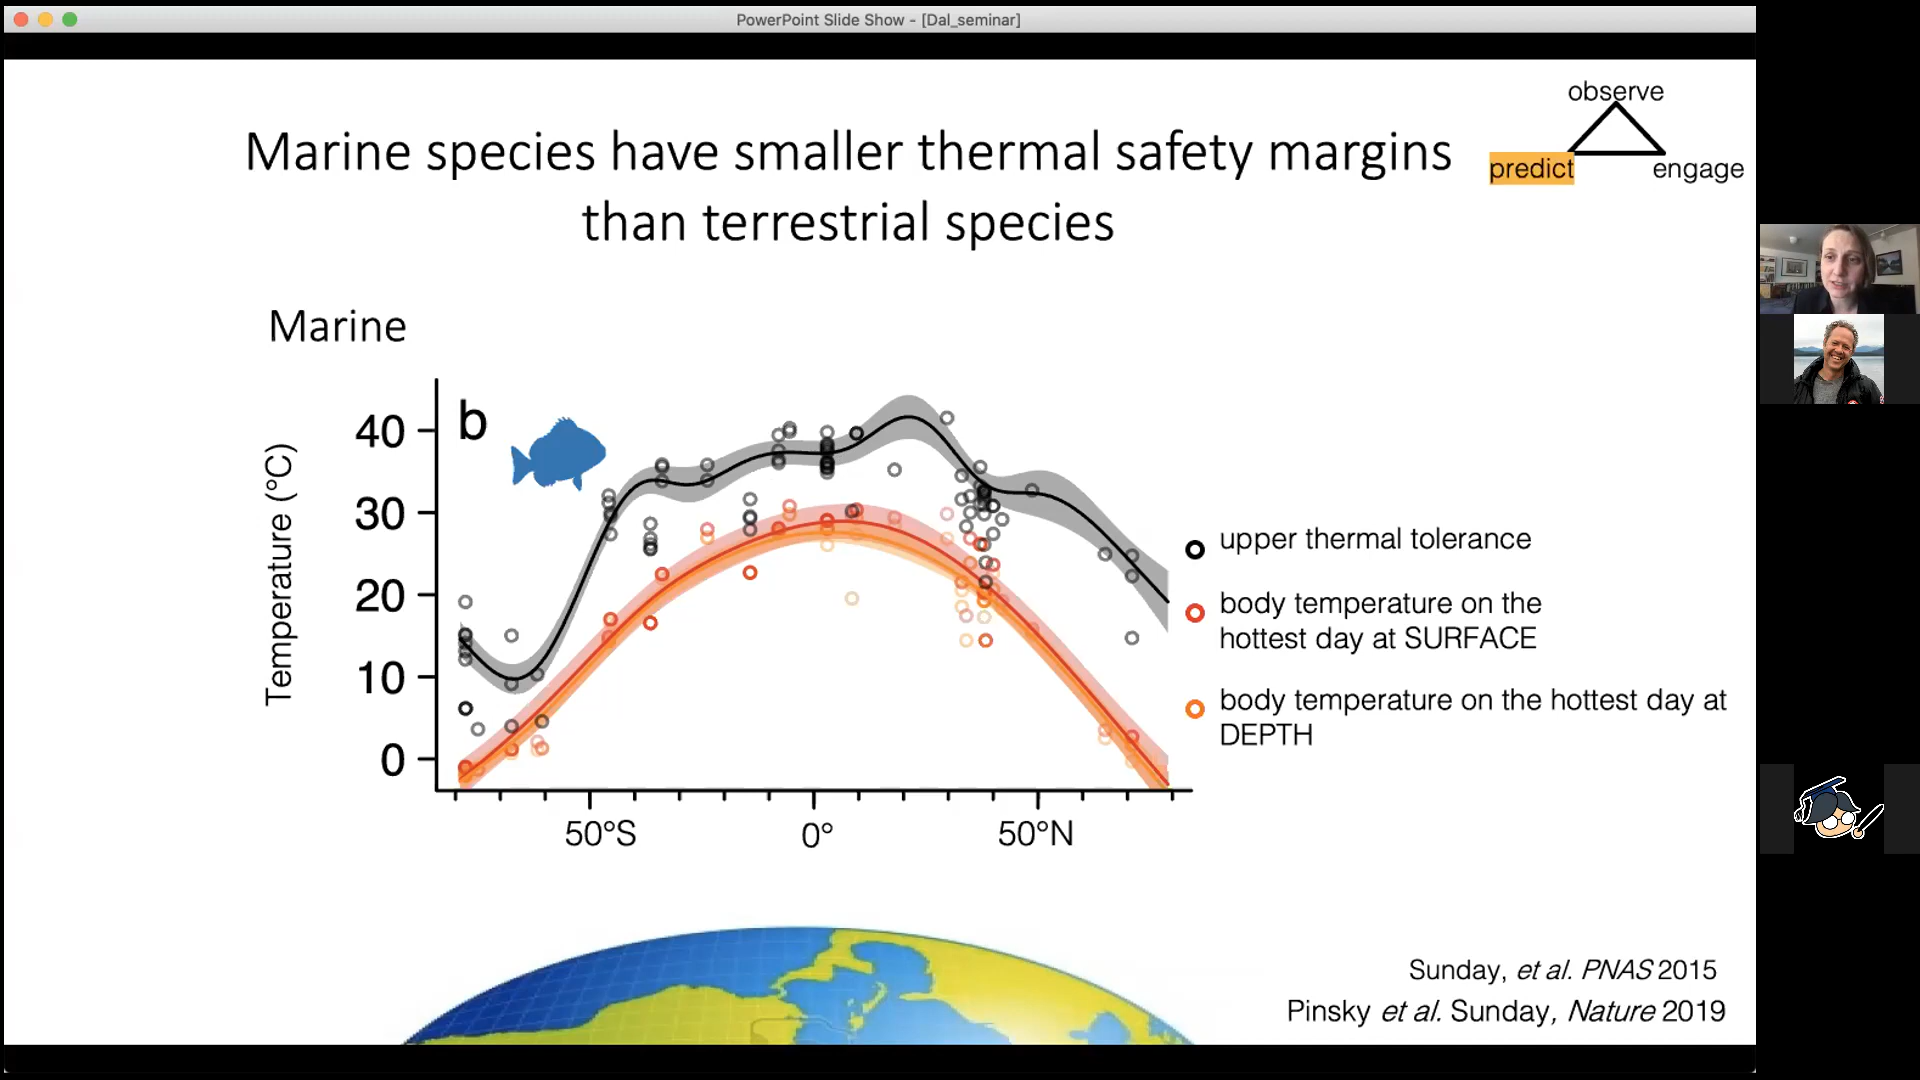 PowerPoint Slide Show - [Dal_seminar]
observe
predict
engage
Marine species have smaller thermal safety margins
than terrestrial species
Marine
b
Temperature (°C)
40
30
20
10
0
50°S
0°
50°N
upper thermal tolerance
body temperature on the
hottest day at SURFACE
body temperature on the hottest day at
DEPTH
Sunday, et al. PNAS 2015
Pinsky et al. Sunday, Nature 2019